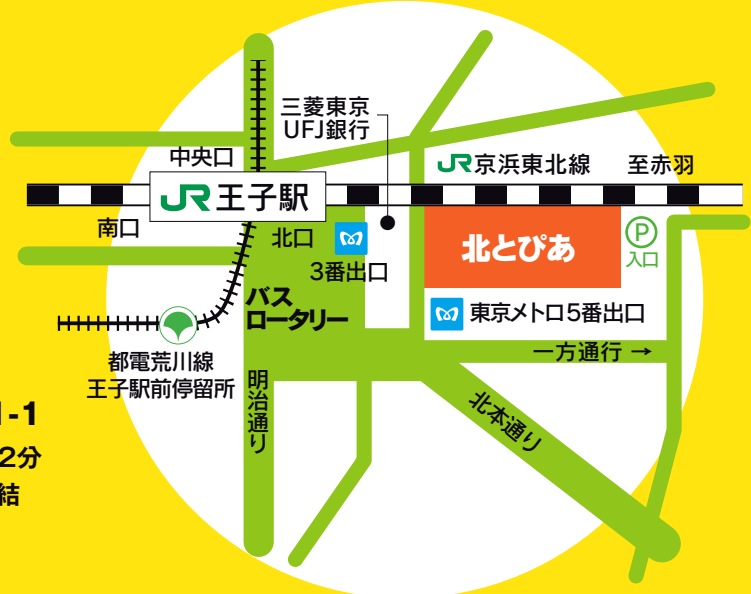 三菱東京
UFJ銀行
中央口
JR京浜東北線
至赤羽
JR王子駅
南口
北口
3番出口
北とぴあ
P
入口
バス
ロータリー
東京メトロ5番出口
一方通行 →
都電荒川線
王子駅前停留所
明治通り
北本通り
1-1
2分
結